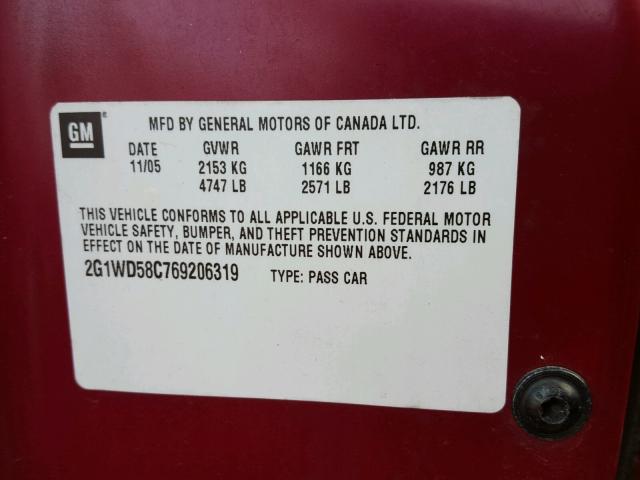 GM
MFD BY GENERAL MOTORS OF CANADA LTD.
DATE GVWR GAWR FRT GAWR RR
11/05 2153 KG 1166 KG 987 KG
4747 LB 2571 LB 2176 LB
THIS VEHICLE CONFORMS TO ALL APPLICABLE U.S. FEDERAL MOTOR
VEHICLE SAFETY, BUMPER, AND THEFT PREVENTION STANDARDS IN
EFFECT ON THE DATE OF MANUFACTURE SHOWN ABOVE.
2G1WD58C769206319 TYPE: PASS CAR